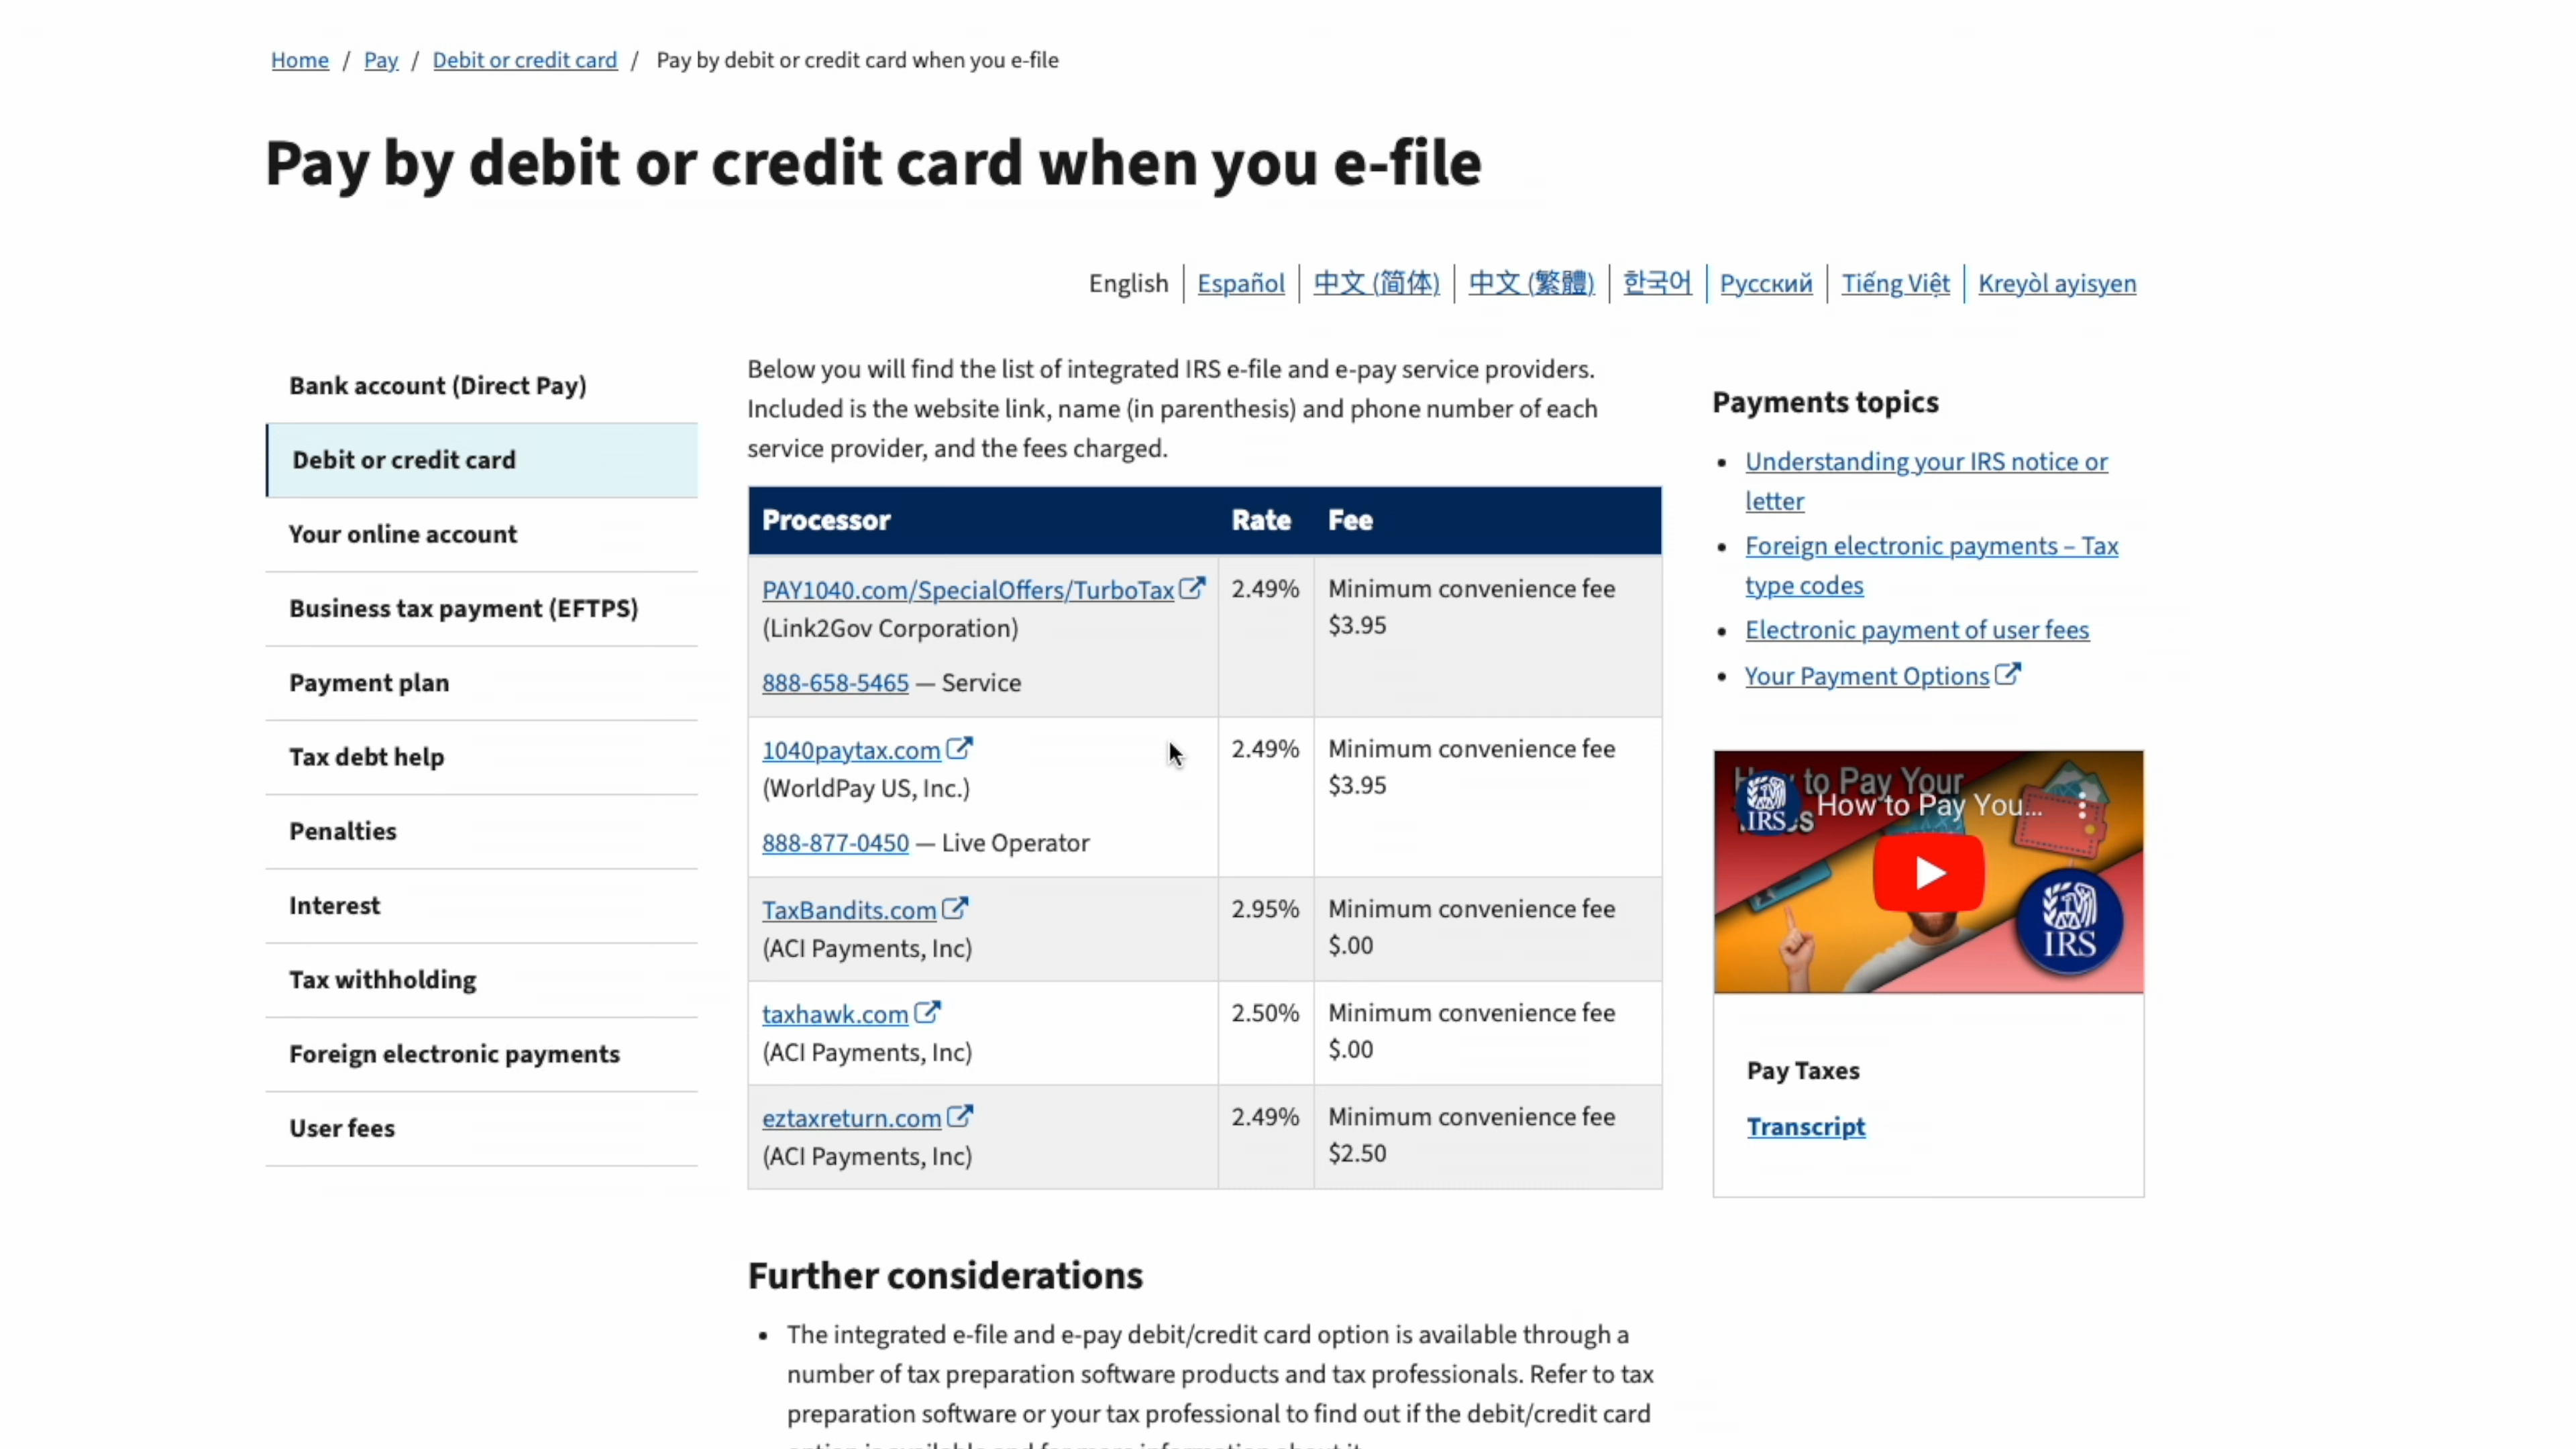 Home / Pay / Debit or credit card / Pay by debit or credit card when you e-file
Pay by debit or credit card when you e-file
English | Español | 中文 (简体) | 中文 (繁體) | 한국어 | Русский | Tiếng Việt | Kreyòl ayisyen
Bank account (Direct Pay)
Debit or credit card
Your online account
Business tax payment (EFTPS)
Payment plan
Tax debt help
Penalties
Interest
Tax withholding
Foreign electronic payments
User fees
Below you will find the list of integrated IRS e-file and e-pay service providers.
Included is the website link, name (in parenthesis) and phone number of each
service provider, and the fees charged.
Processor Rate Fee
PAY1040.com/SpecialOffers/TurboTax 2.49% Minimum convenience fee
(Link2Gov Corporation) $3.95
888-658-5465 — Service
1040paytax.com 2.49% Minimum convenience fee
(WorldPay US, Inc.) $3.95
888-877-0450 — Live Operator
TaxBandits.com 2.95% Minimum convenience fee
(ACI Payments, Inc) $.00
taxhawk.com 2.50% Minimum convenience fee
(ACI Payments, Inc) $.00
eztaxreturn.com 2.49% Minimum convenience fee
(ACI Payments, Inc) $2.50
Further considerations
• The integrated e-file and e-pay debit/credit card option is available through a
number of tax preparation software products and tax professionals. Refer to tax
preparation software or your tax professional to find out if the debit/credit card
Payments topics
• Understanding your IRS notice or
letter
• Foreign electronic payments – Tax
type codes
• Electronic payment of user fees
• Your Payment Options
to Pay Your
How to Pay You...
IRS
IRS
Pay Taxes
Transcript